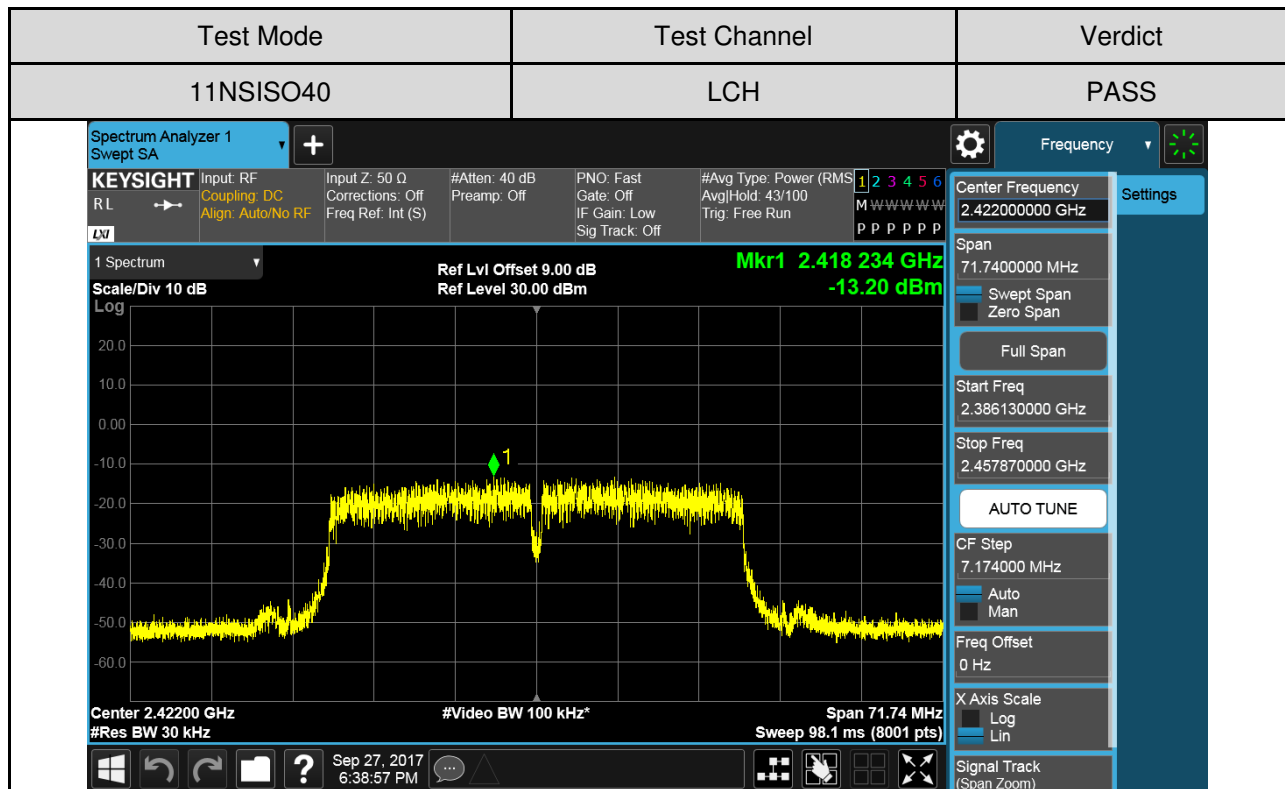 Test Mode
Test Channel
Verdict
11NSISO40
LCH
PASS
Spectrum Analyzer 1
Swept SA
+
Frequency
KEYSIGHT
RL
LXI
Input: RF
Coupling: DC
Align: Auto/No RF
Input Z: 50 Ω
Corrections: Off
Freq Ref: Int (S)
#Atten: 40 dB
Preamp: Off
PNO: Fast
Gate: Off
IF Gain: Low
Sig Track: Off
#Avg Type: Power (RMS
Avg|Hold: 43/100
Trig: Free Run
1 2 3 4 5 6
M W W W W W
P P P P P P
1 Spectrum
Scale/Div 10 dB
Log
Ref Lvl Offset 9.00 dB
Ref Level 30.00 dBm
Mkr1 2.418 234 GHz
-13.20 dBm
20.0
10.0
0.00
-10.0
-20.0
-30.0
-40.0
-50.0
-60.0
1
Center 2.42200 GHz
#Video BW 100 kHz*
Span 71.74 MHz
#Res BW 30 kHz
Sweep 98.1 ms (8001 pts)
?
Sep 27, 2017
6:38:57 PM
Center Frequency
2.422000000 GHz
Settings
Span
71.7400000 MHz
Swept Span
Zero Span
Full Span
Start Freq
2.386130000 GHz
Stop Freq
2.457870000 GHz
AUTO TUNE
CF Step
7.174000 MHz
Auto
Man
Freq Offset
0 Hz
X Axis Scale
Log
Lin
Signal Track
(Span Zoom)